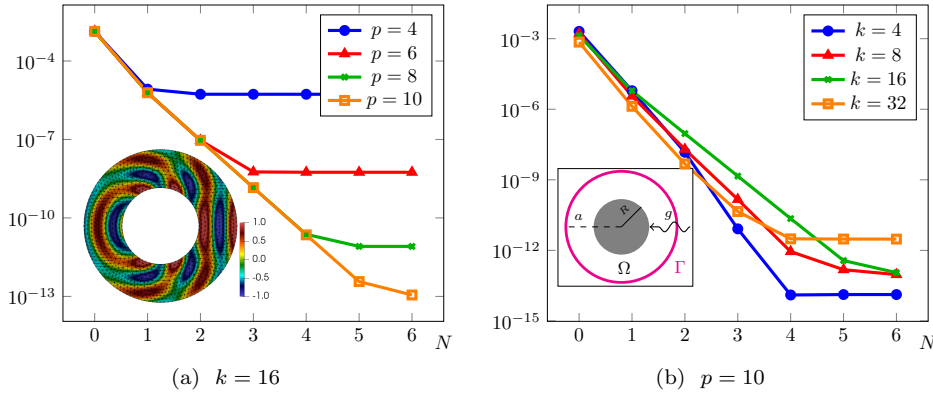 10⁻⁴
10⁻⁷
10⁻¹⁰
10⁻¹³
p = 4
p = 6
p = 8
p = 10
1.0
0.5
0.0
−0.5
-1.0
0 1 2 3 4 5 6 N
(a) k = 16
10⁻³
10⁻⁶
10⁻⁹
10⁻¹²
10⁻¹⁵
k = 4
k = 8
k = 16
k = 32
a
R
g
Ω
Γ
0 1 2 3 4 5 6 N
(b) p = 10